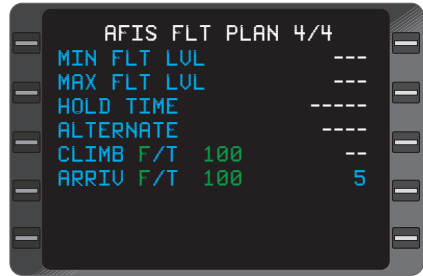 AFIS FLT PLAN 4/4
MIN FLT LVL ---
MAX FLT LVL ---
HOLD TIME -----
ALTERNATE ----
CLIMB F/T 100 --
ARRIV F/T 100 5